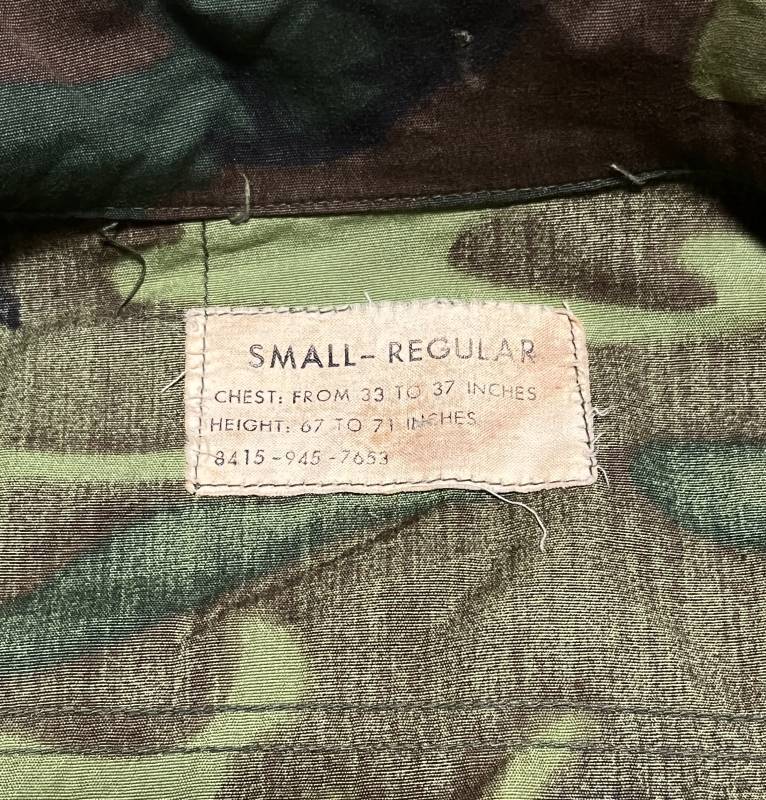 SMALL-REGULAR
CHEST: FROM 33 TO 37 INCHES
HEIGHT: 67 TO 71 INCHES
8415-945-7653